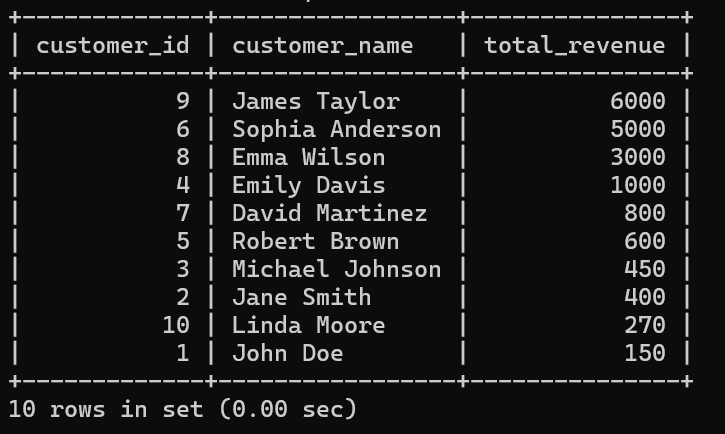 +-------------+-----------------+---------------+
| customer_id | customer_name   | total_revenue |
+-------------+-----------------+---------------+
|           9 | James Taylor    |          6000 |
|           6 | Sophia Anderson |          5000 |
|           8 | Emma Wilson     |          3000 |
|           4 | Emily Davis     |          1000 |
|           7 | David Martinez  |           800 |
|           5 | Robert Brown    |           600 |
|           3 | Michael Johnson |           450 |
|           2 | Jane Smith      |           400 |
|          10 | Linda Moore     |           270 |
|           1 | John Doe        |           150 |
+-------------+-----------------+---------------+
10 rows in set (0.00 sec)